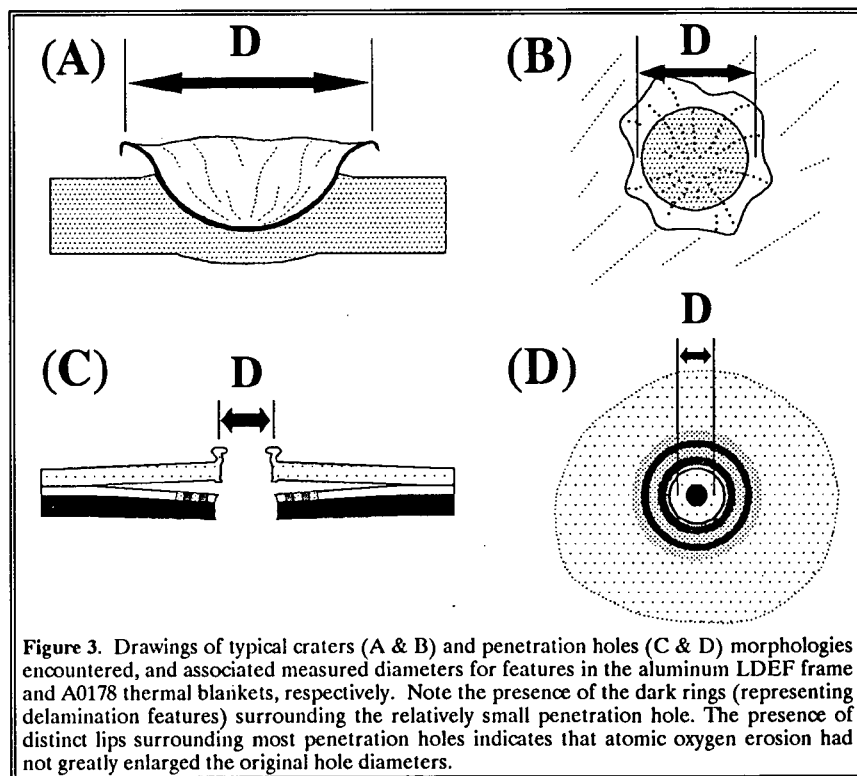 (A)
D
(B)
D
(C)
D
(D)
D
Figure 3. Drawings of typical craters (A & B) and penetration holes (C & D) morphologies
encountered, and associated measured diameters for features in the aluminum LDEF frame
and A0178 thermal blankets, respectively. Note the presence of the dark rings (representing
delamination features) surrounding the relatively small penetration hole. The presence of
distinct lips surrounding most penetration holes indicates that atomic oxygen erosion had
not greatly enlarged the original hole diameters.